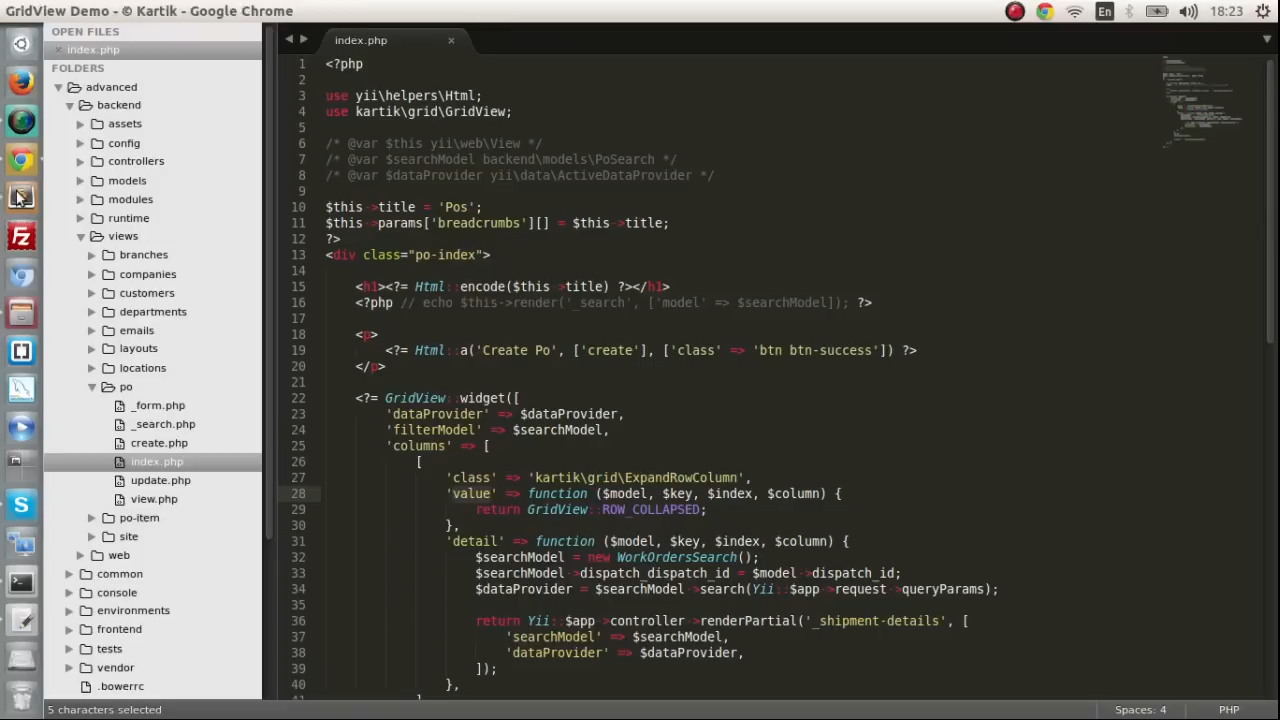 GridView Demo - © Kartik - Google Chrome
En
18:23
OPEN FILES
index.php
FOLDERS
advanced
backend
assets
config
controllers
models
modules
runtime
views
branches
companies
customers
departments
emails
layouts
locations
po
_form.php
_search.php
create.php
index.php
update.php
view.php
po-item
site
web
common
console
environments
frontend
tests
vendor
.bowerrc
index.php
1 <?php
2
3 use yii\helpers\Html;
4 use kartik\grid\GridView;
5
6 /* @var $this yii\web\View */
7 /* @var $searchModel backend\models\PoSearch */
8 /* @var $dataProvider yii\data\ActiveDataProvider */
9
10 $this->title = 'Pos';
11 $this->params['breadcrumbs'][] = $this->title;
12 ?>
13 <div class="po-index">
14
15 <h1><?= Html::encode($this->title) ?></h1>
16 <?php // echo $this->render('_search', ['model' => $searchModel]); ?>
17
18 <p>
19 <?= Html::a('Create Po', ['create'], ['class' => 'btn btn-success']) ?>
20 </p>
21
22 <?= GridView::widget([
23 'dataProvider' => $dataProvider,
24 'filterModel' => $searchModel,
25 'columns' => [
26 [
27 'class' => 'kartik\grid\ExpandRowColumn',
28 'value' => function ($model, $key, $index, $column) {
29 return GridView::ROW_COLLAPSED;
30 },
31 'detail' => function ($model, $key, $index, $column) {
32 $searchModel = new WorkOrdersSearch();
33 $searchModel->dispatch_dispatch_id = $model->dispatch_id;
34 $dataProvider = $searchModel->search(Yii::$app->request->queryParams);
35
36 return Yii::$app->controller->renderPartial('_shipment-details', [
37 'searchModel' => $searchModel,
38 'dataProvider' => $dataProvider,
39 ]);
40 },
5 characters selected
Spaces: 4
PHP